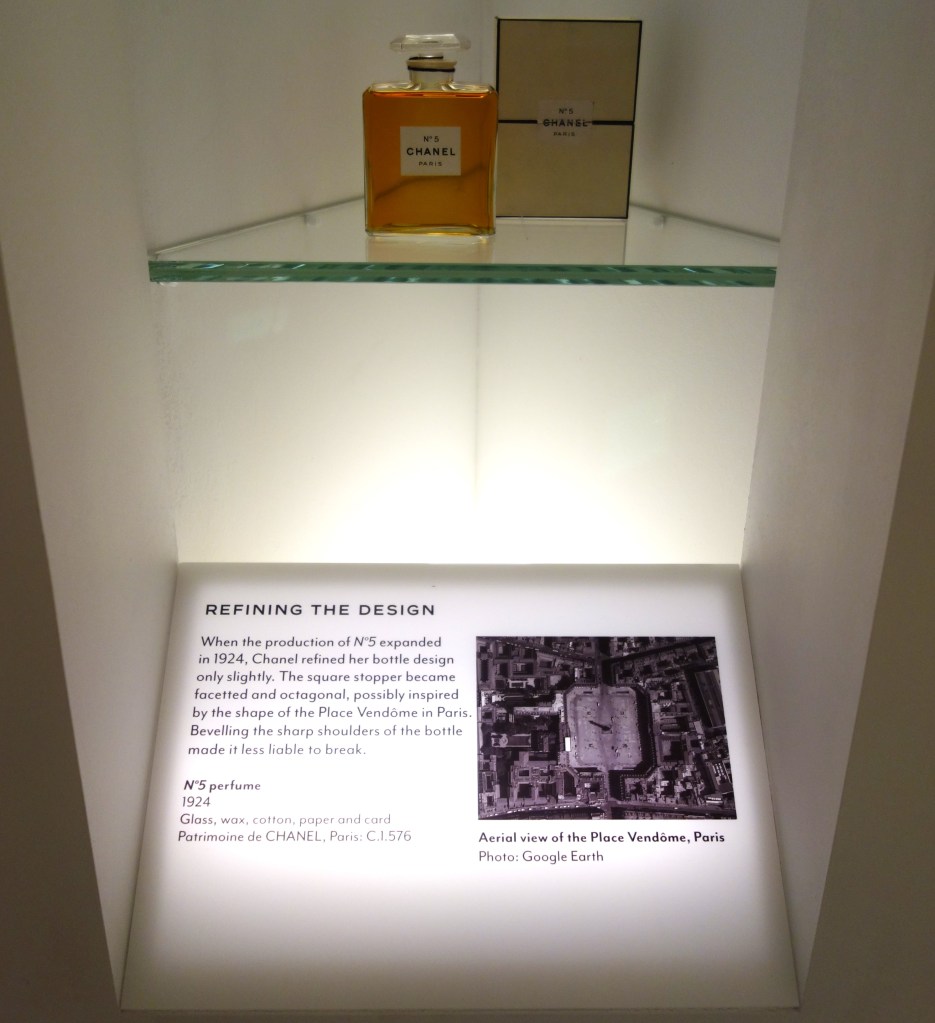 N°5
CHANEL
PARIS
N°5
CHANEL
PARIS
REFINING THE DESIGN
When the production of N°5 expanded
in 1924, Chanel refined her bottle design
only slightly. The square stopper became
facetted and octagonal, possibly inspired
by the shape of the Place Vendôme in Paris.
Bevelling the sharp shoulders of the bottle
made it less liable to break.
N°5 perfume
1924
Glass, wax, cotton, paper and card
Patrimoine de CHANEL, Paris: C.1.576
Aerial view of the Place Vendôme, Paris
Photo: Google Earth